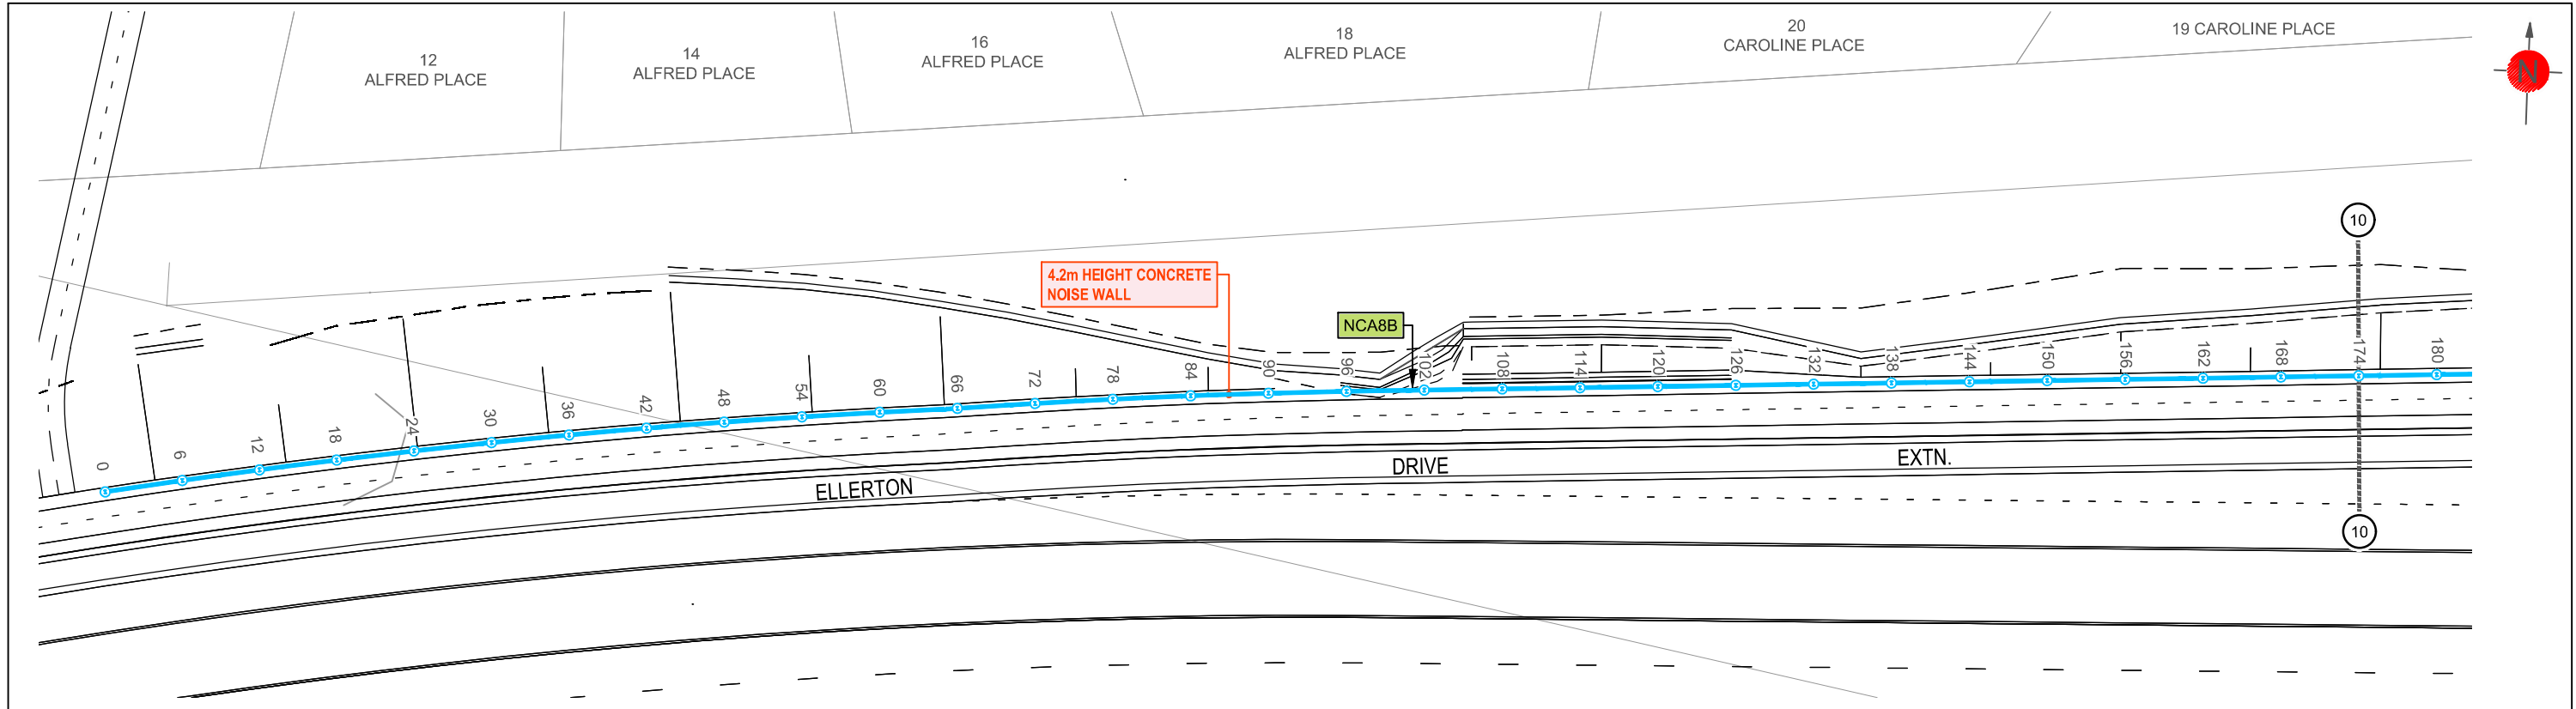 12
ALFRED PLACE
14
ALFRED PLACE
16
ALFRED PLACE
18
ALFRED PLACE
20
CAROLINE PLACE
19 CAROLINE PLACE
N
10
4.2m HEIGHT CONCRETE
NOISE WALL
NCA8B
0
6
12
18
24
30
36
42
48
54
60
66
72
78
84
90
96
102
108
114
120
126
132
138
144
150
156
162
168
174
180
ELLERTON
DRIVE
EXTN.
10